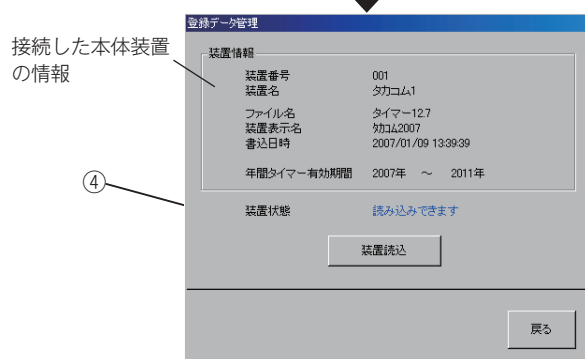 登録データ管理
接続した本体装置
の情報
装置情報
装置番号 001
装置名 タカコム1
ファイル名 タイマー12.7
装置表示名 ﾀｶｺﾑ2007
書込日時 2007/01/09 13:39:39
年間タイマー有効期間 2007年 ～ 2011年
④
装置状態 読み込みできます
装置読込
戻る